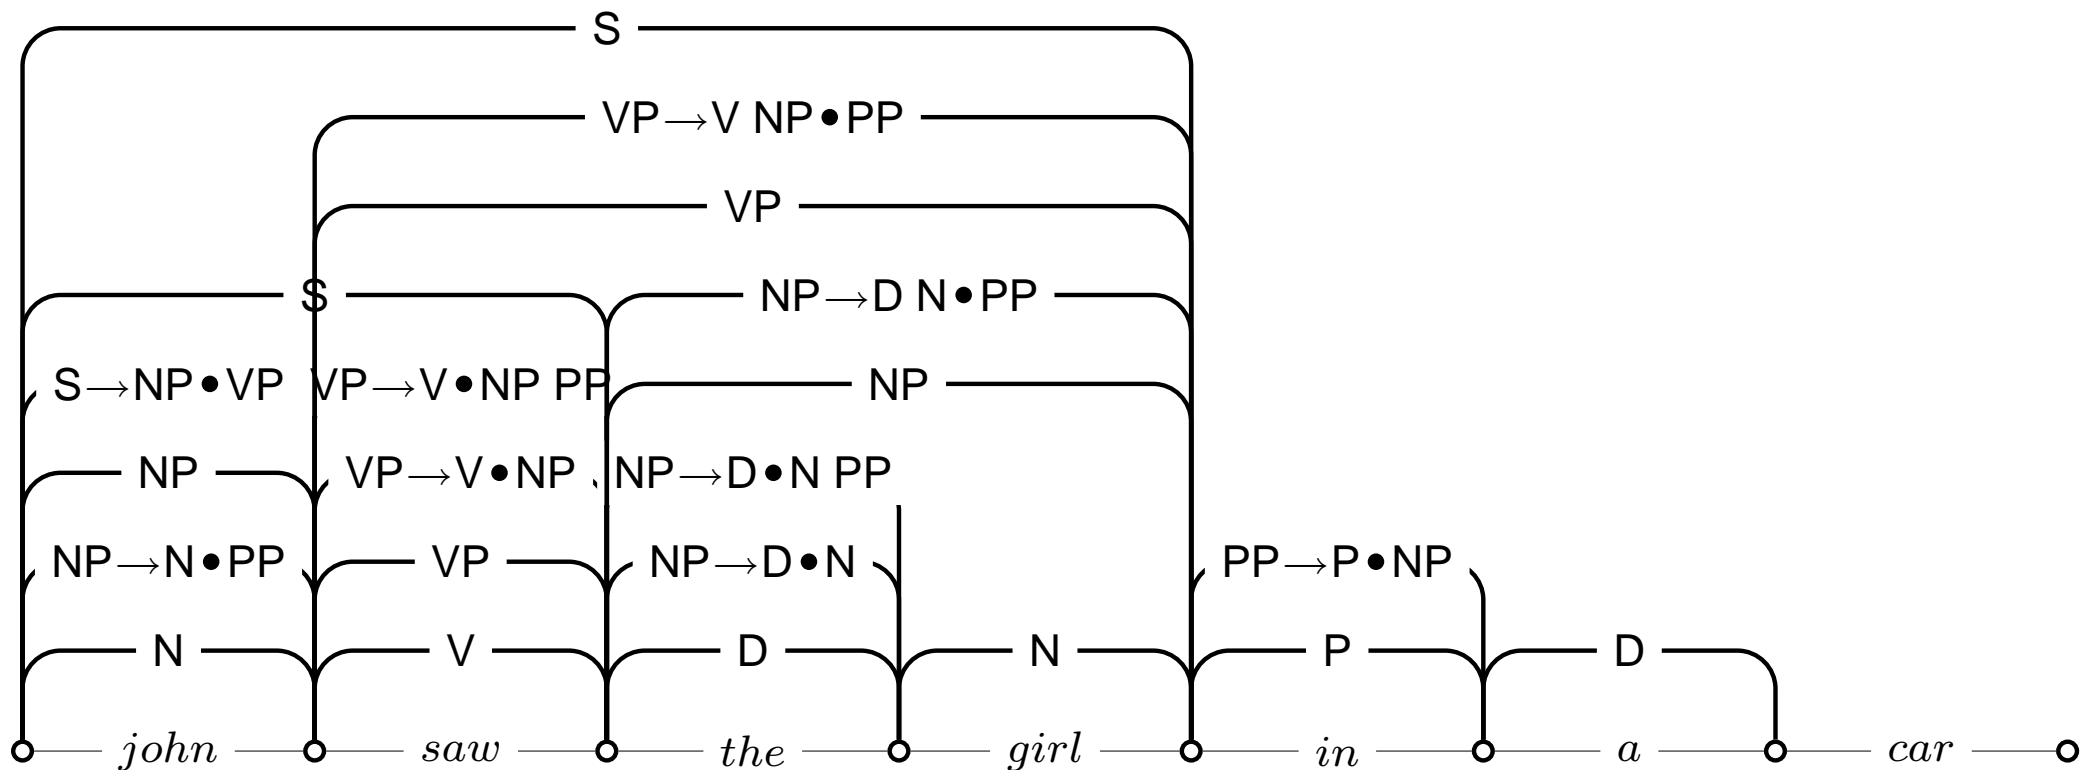 S
VP→V NP•PP
VP
S NP→D N•PP
S→NP•VP VP→V•NP PP NP
NP VP→V•NP NP→D•N PP
NP→N•PP VP NP→D•N PP→P•NP
N V D N P D
john saw the girl in a car